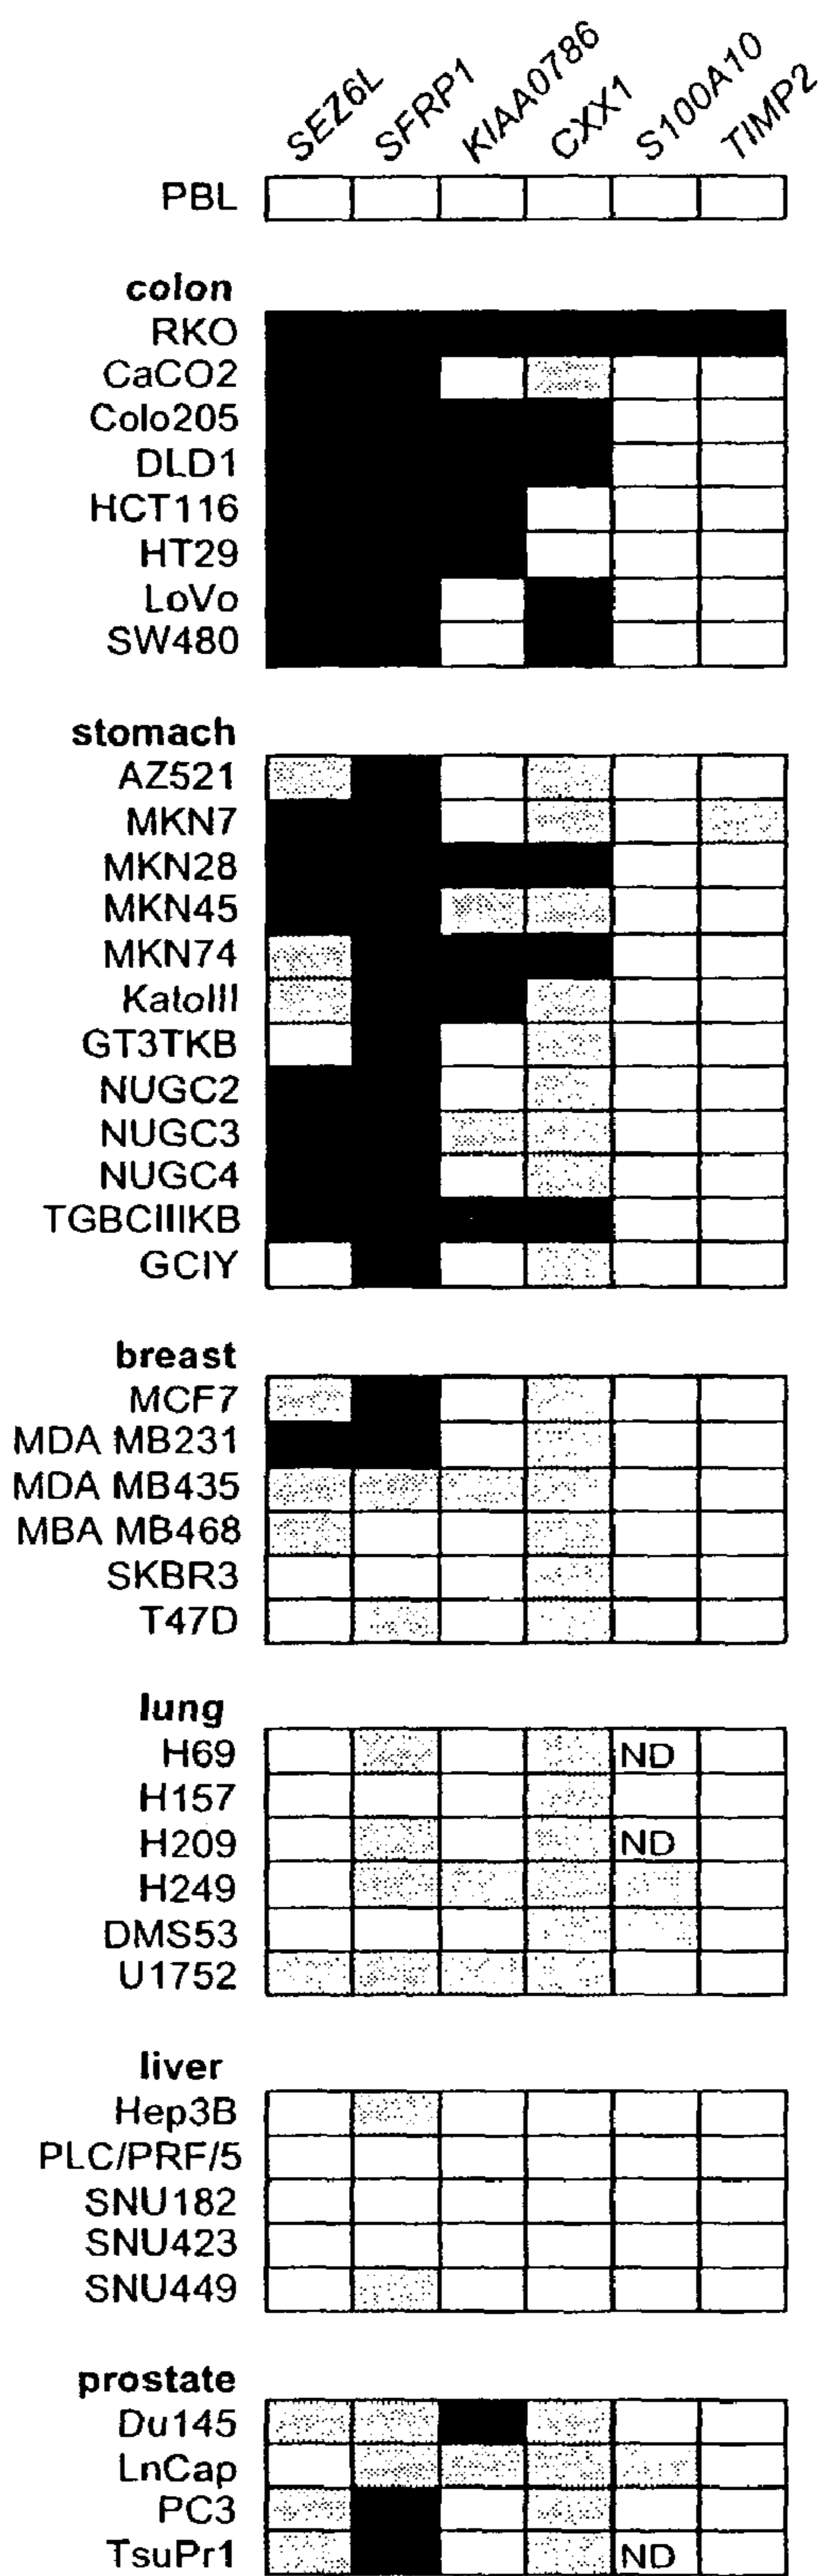 SEZ6L SFRP1 KIAA0786 CXX1 S100A10 TIMP2
PBL
colon
RKO
CaCO2
Colo205
DLD1
HCT116
HT29
LoVo
SW480
stomach
AZ521
MKN7
MKN28
MKN45
MKN74
KatoIII
GT3TKB
NUGC2
NUGC3
NUGC4
TGBCIIIKB
GCIY
breast
MCF7
MDA MB231
MDA MB435
MBA MB468
SKBR3
T47D
lung
H69 ND
H157
H209 ND
H249
DMS53
U1752
liver
Hep3B
PLC/PRF/5
SNU182
SNU423
SNU449
prostate
Du145
LnCap
PC3
TsuPr1 ND